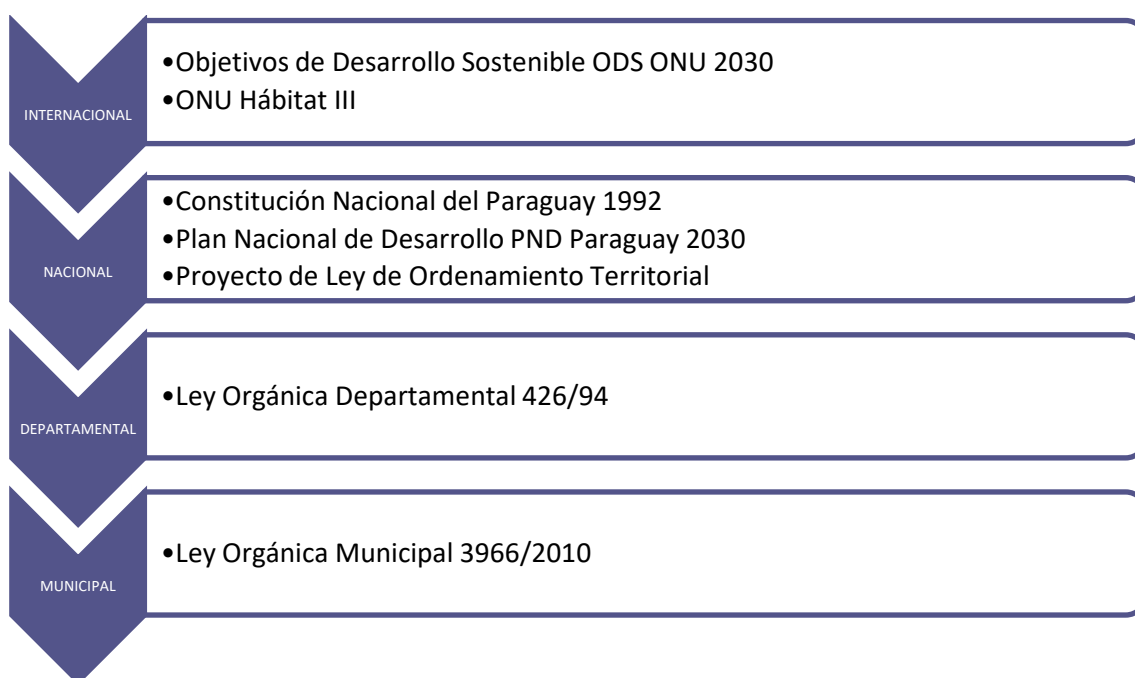 INTERNACIONAL
•Objetivos de Desarrollo Sostenible ODS ONU 2030
•ONU Hábitat III
NACIONAL
•Constitución Nacional del Paraguay 1992
•Plan Nacional de Desarrollo PND Paraguay 2030
•Proyecto de Ley de Ordenamiento Territorial
DEPARTAMENTAL
•Ley Orgánica Departamental 426/94
MUNICIPAL
•Ley Orgánica Municipal 3966/2010